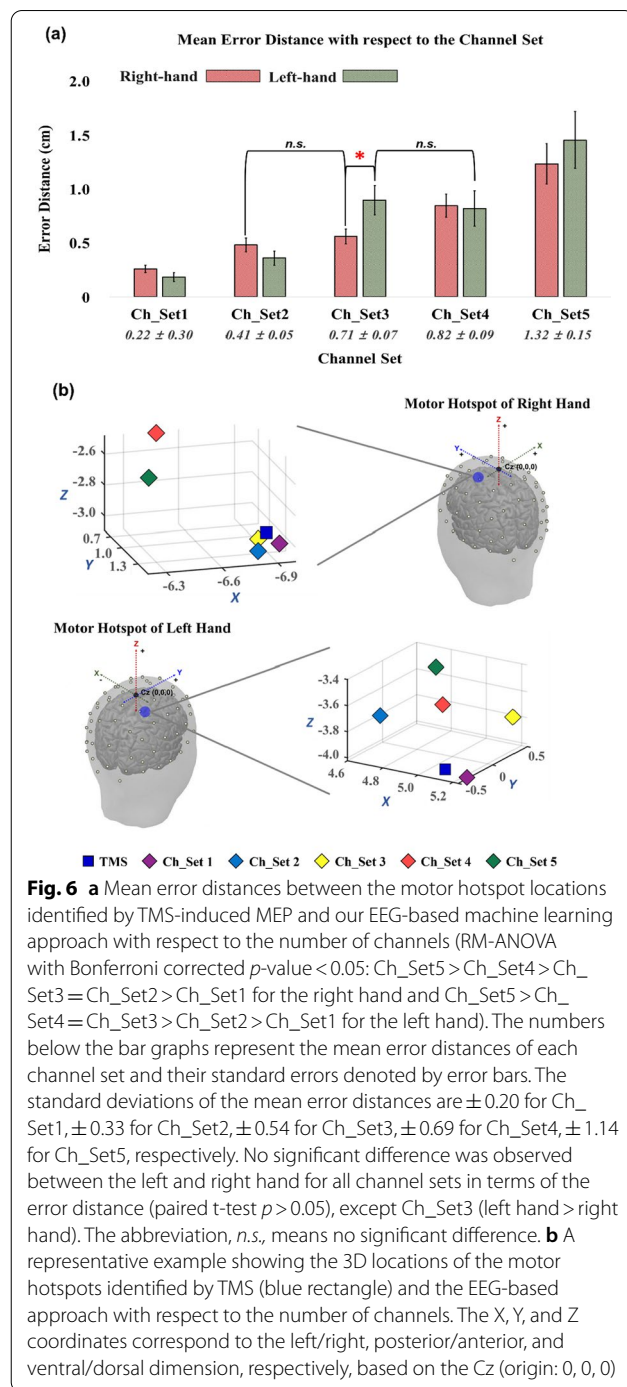 (a)
Mean Error Distance with respect to the Channel Set
Right-hand Left-hand
Error Distance (cm)
2.0
1.5
1.0
0.5
0
n.s.
*
n.s.
Ch_Set1 Ch_Set2 Ch_Set3 Ch_Set4 Ch_Set5
0.22 ± 0.30 0.41 ± 0.05 0.71 ± 0.07 0.82 ± 0.09 1.32 ± 0.15
Channel Set
(b)
Motor Hotspot of Right Hand
Z
-2.6
-2.8
-3.0
Y
0.7
1.0
1.3
-6.3 -6.6 -6.9
X
Z
+
Y
X
+
+
Cz (0,0,0)
Motor Hotspot of Left Hand
Z
+
X
Y
-
+
Cz (0,0,0)
Z
-3.4
-3.6
-3.8
-4.0
4.6 4.8 5.0 5.2
X
-0.5 0 0.5
Y
TMS Ch_Set 1 Ch_Set 2 Ch_Set 3 Ch_Set 4 Ch_Set 5
Fig. 6 a Mean error distances between the motor hotspot locations
identified by TMS-induced MEP and our EEG-based machine learning
approach with respect to the number of channels (RM-ANOVA
with Bonferroni corrected p-value < 0.05: Ch_Set5 > Ch_Set4 > Ch_
Set3 = Ch_Set2 > Ch_Set1 for the right hand and Ch_Set5 > Ch_
Set4 = Ch_Set3 > Ch_Set2 > Ch_Set1 for the left hand). The numbers
below the bar graphs represent the mean error distances of each
channel set and their standard errors denoted by error bars. The
standard deviations of the mean error distances are ± 0.20 for Ch_
Set1, ± 0.33 for Ch_Set2, ± 0.54 for Ch_Set3, ± 0.69 for Ch_Set4, ± 1.14
for Ch_Set5, respectively. No significant difference was observed
between the left and right hand for all channel sets in terms of the
error distance (paired t-test p > 0.05), except Ch_Set3 (left hand > right
hand). The abbreviation, n.s., means no significant difference. b A
representative example showing the 3D locations of the motor
hotspots identified by TMS (blue rectangle) and the EEG-based
approach with respect to the number of channels. The X, Y, and Z
coordinates correspond to the left/right, posterior/anterior, and
ventral/dorsal dimension, respectively, based on the Cz (origin: 0, 0, 0)